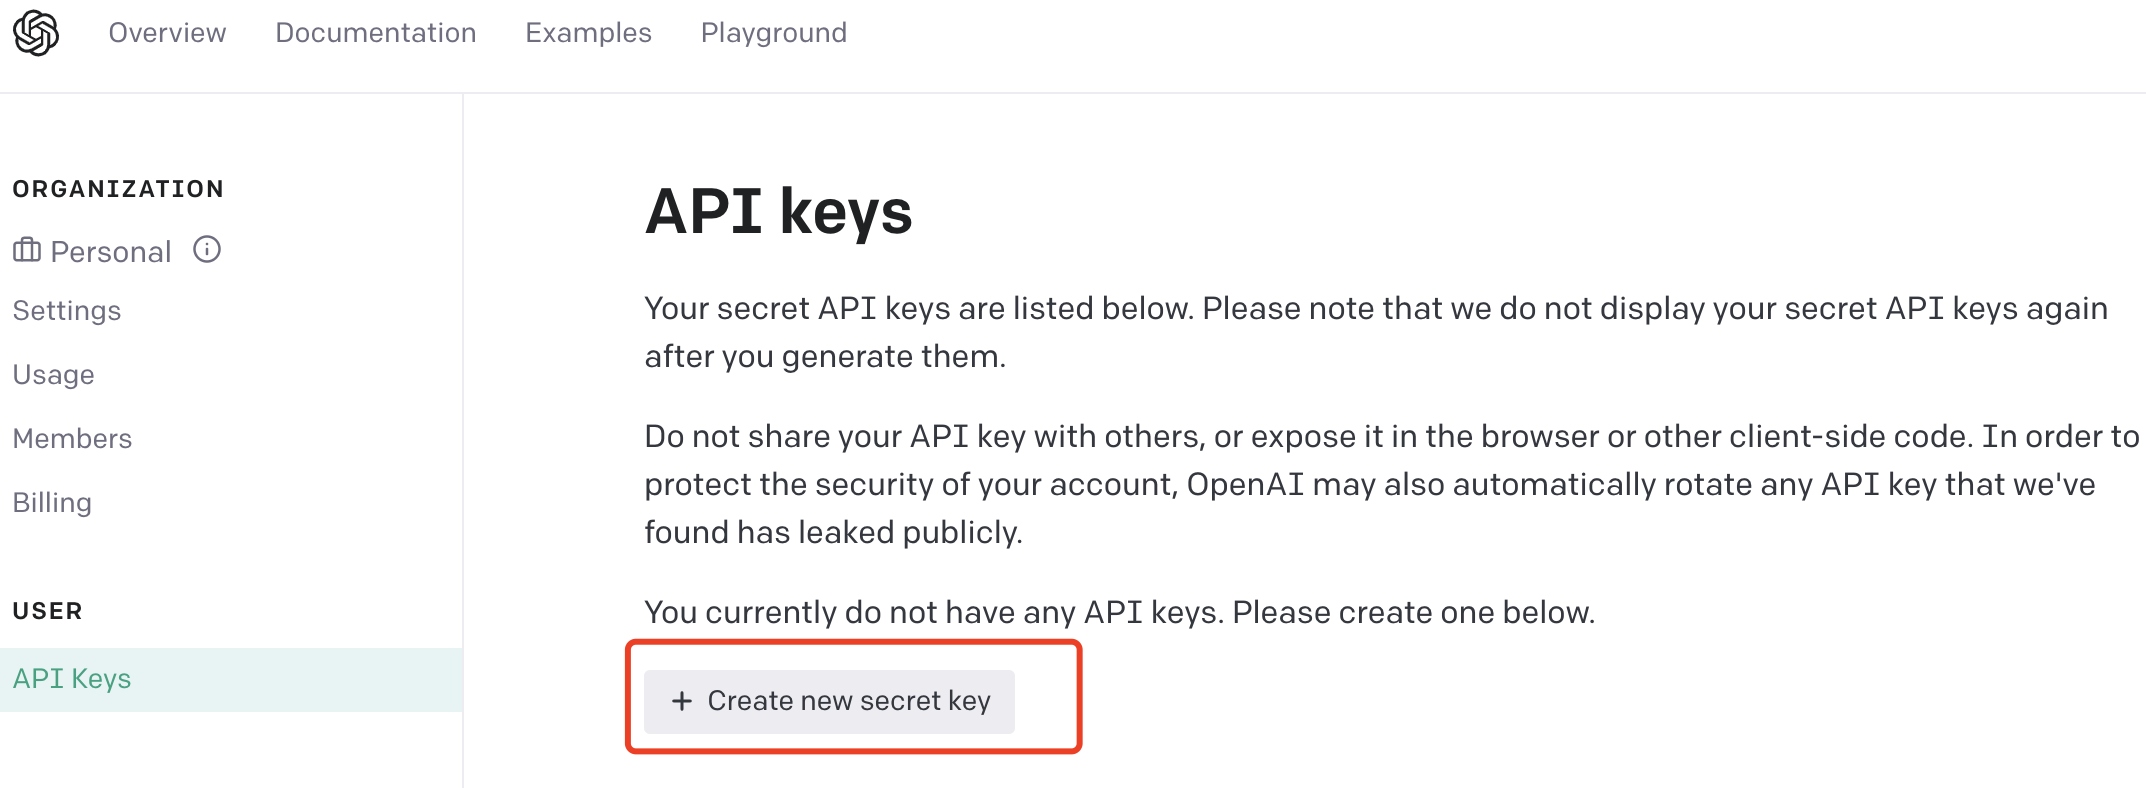 Overview Documentation Examples Playground
ORGANIZATION
Personal
Settings
Usage
Members
Billing
USER
API Keys
API keys
Your secret API keys are listed below. Please note that we do not display your secret API keys again
after you generate them.
Do not share your API key with others, or expose it in the browser or other client-side code. In order to
protect the security of your account, OpenAI may also automatically rotate any API key that we've
found has leaked publicly.
You currently do not have any API keys. Please create one below.
+ Create new secret key